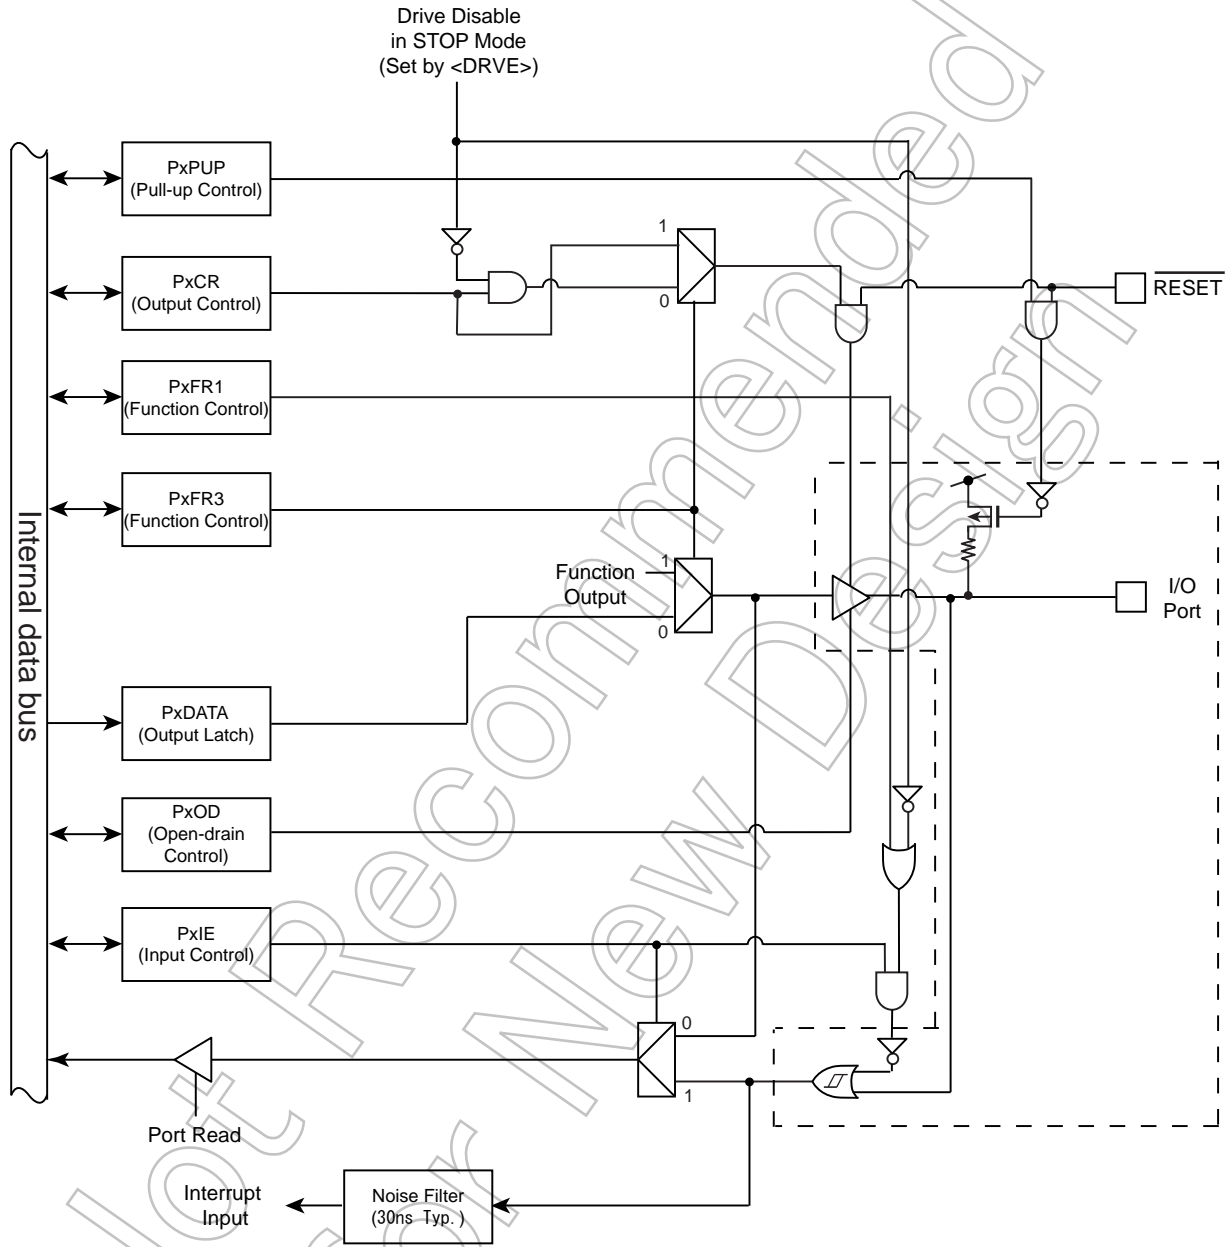 Drive Disable
in STOP Mode
(Set by <DRVE>)
PxPUP
(Pull-up Control)
1
PxCR
(Output Control)
0
RESET
PxFR1
(Function Control)
PxFR3
(Function Control)
Internal data bus
1
Function
Output
0
I/O
Port
PxDATA
(Output Latch)
PxOD
(Open-drain
Control)
PxIE
(Input Control)
0
1
Port Read
Interrupt
Input
Noise Filter
(30ns Typ.)
Not Recommended
for New Design